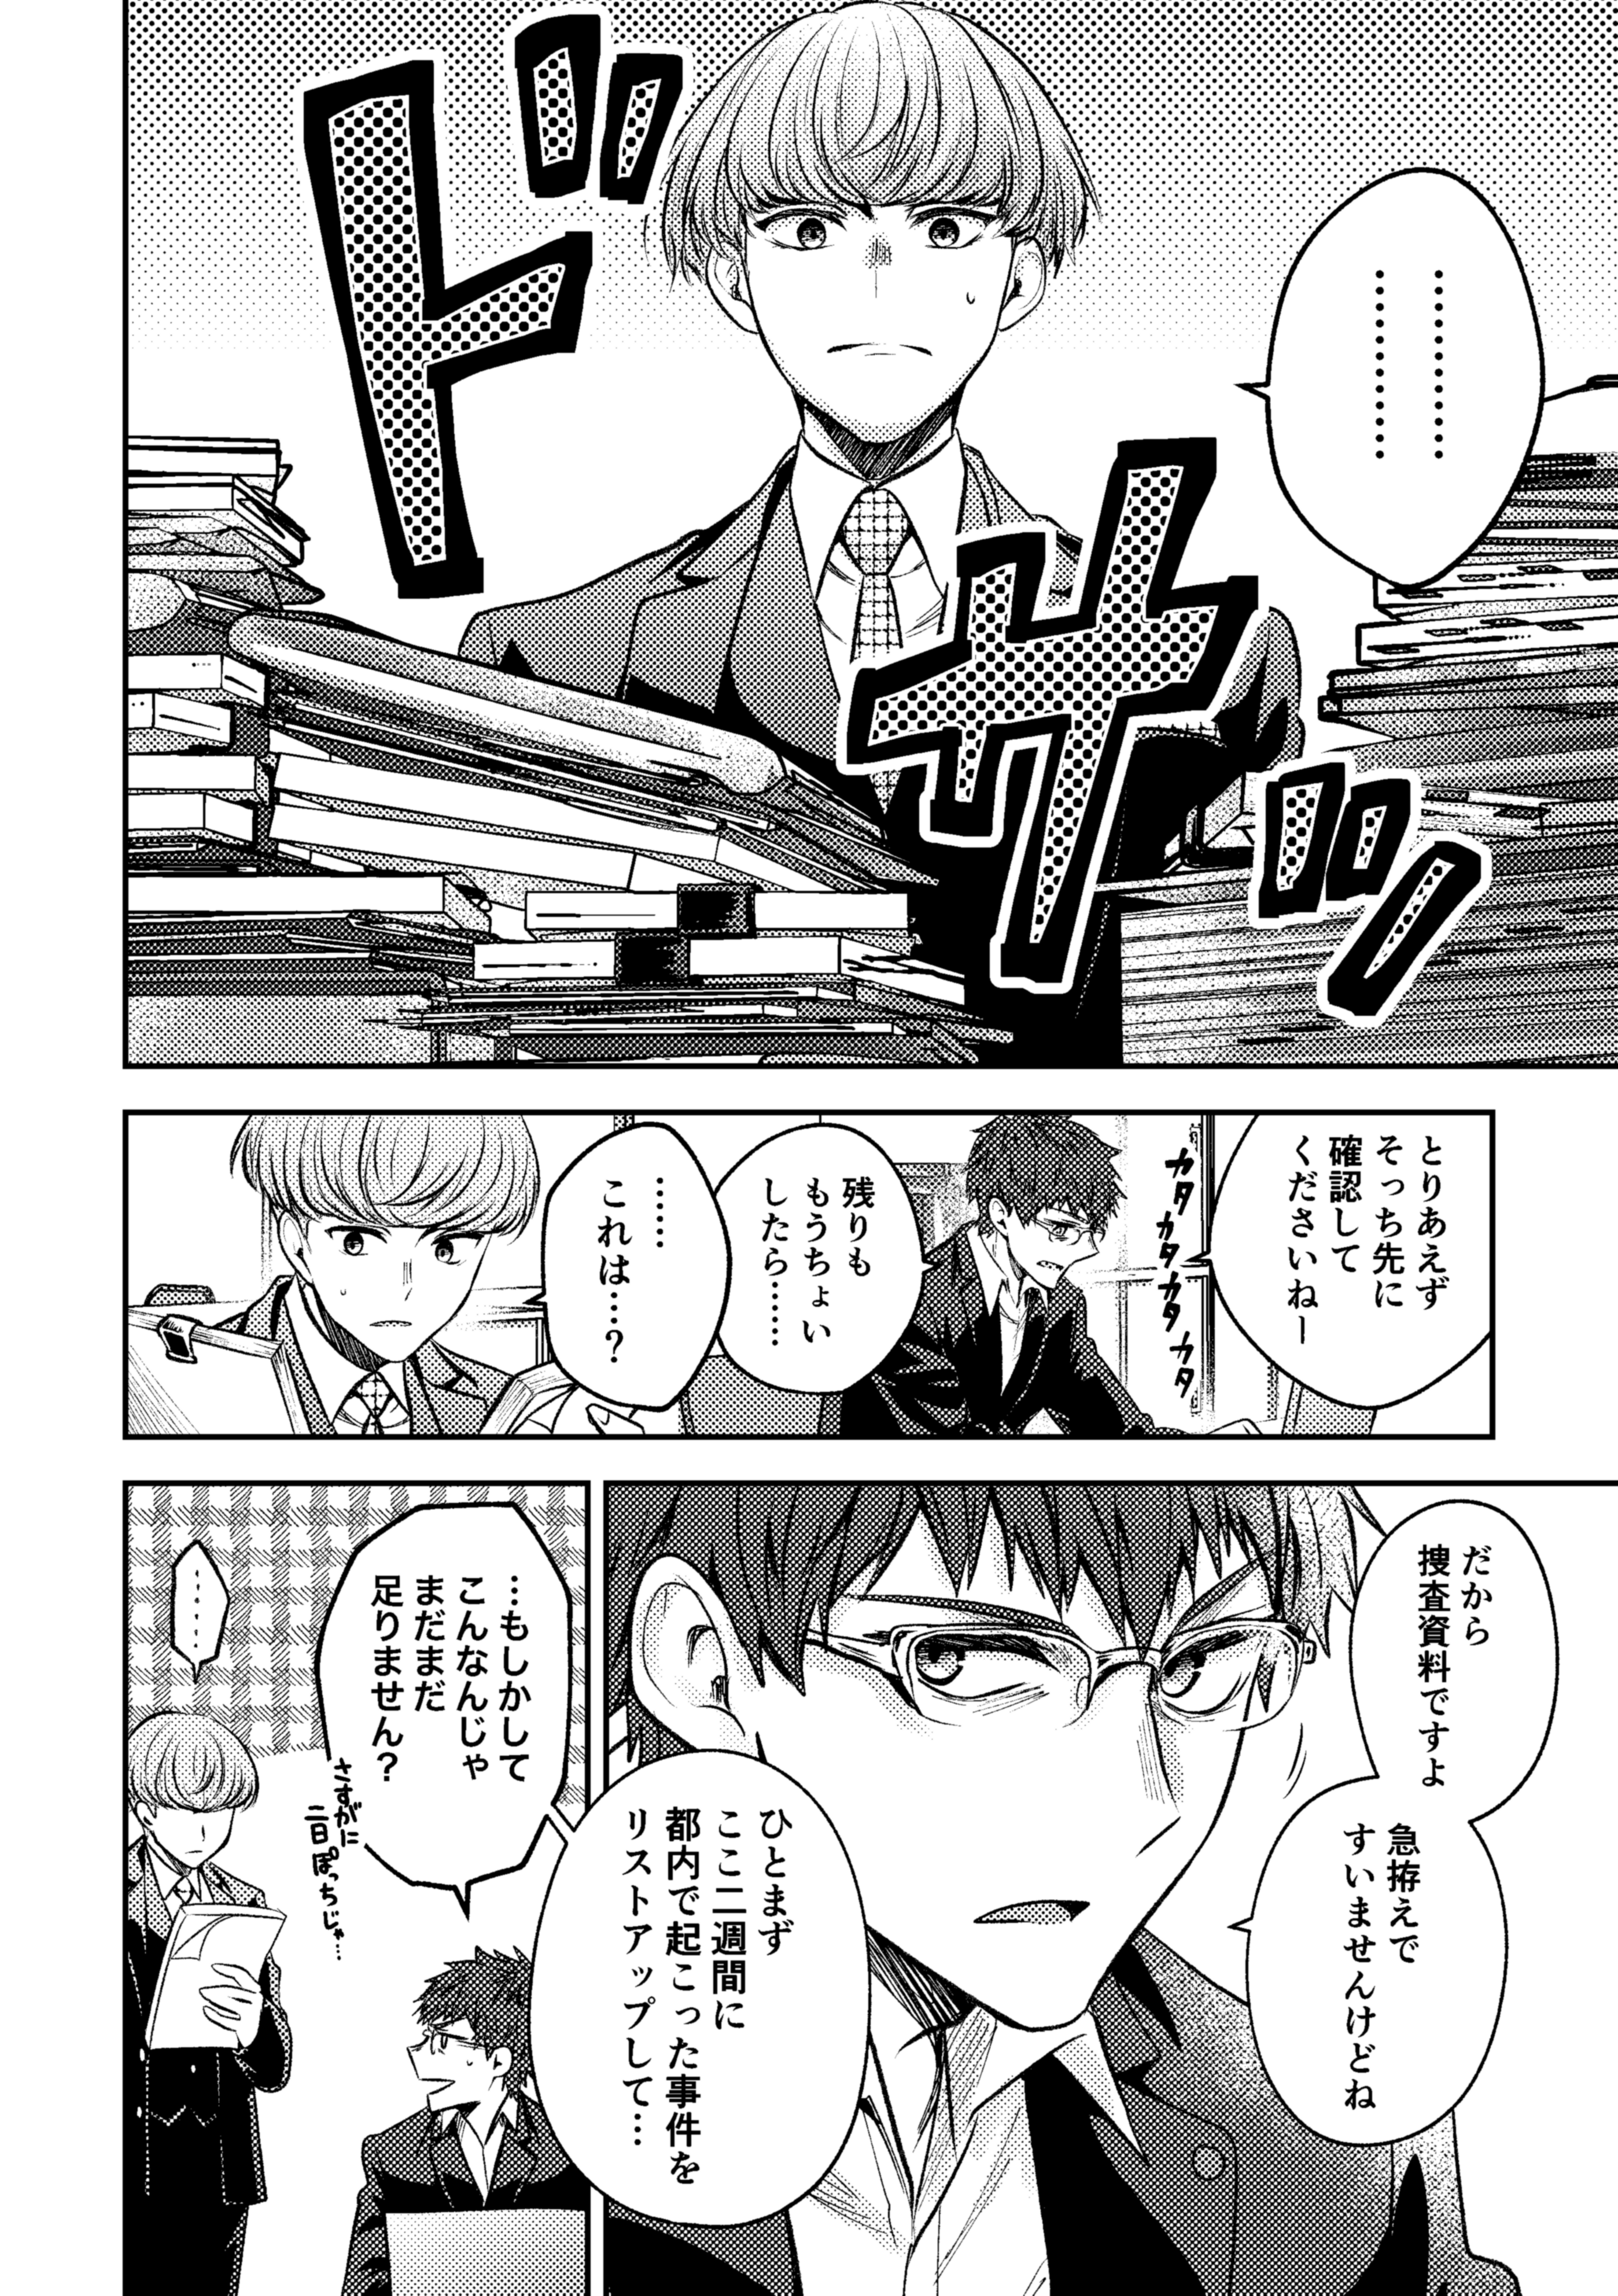 …………
…………
ドサッ
とりあえず
そっち先に
確認して
くださいねー
カタカタカタカタ
カタカタカタ
残りも
もうちょい
したら……
……
これは…？
だから
捜査資料ですよ
急拵えで
すいませんけどね
ひとまず
ここ二週間に
都内で起こった事件を
リストアップして…
…もしかして
こんなんじゃ
まだまだ
足りません？
さすがに
二日ぽっちじゃ…
……